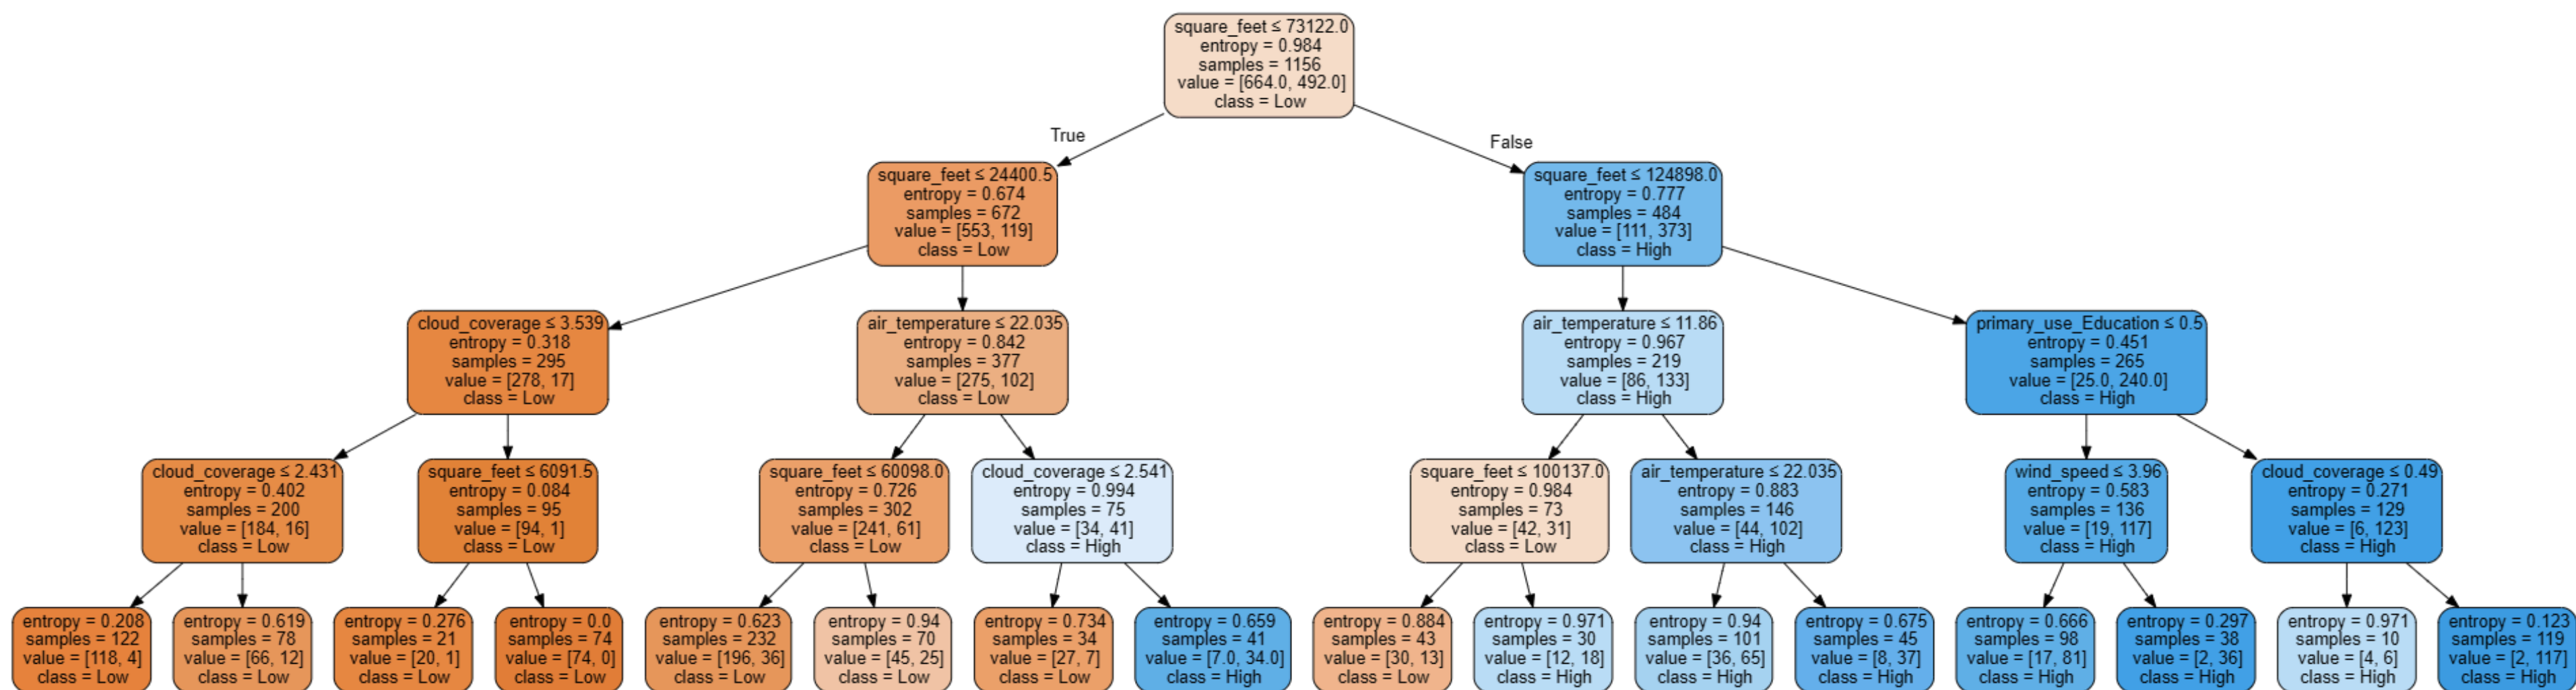 square_feet ≤ 73122.0
entropy = 0.984
samples = 1156
value = [664.0, 492.0]
class = Low
True
False
square_feet ≤ 24400.5
entropy = 0.674
samples = 672
value = [553, 119]
class = Low
square_feet ≤ 124898.0
entropy = 0.777
samples = 484
value = [111, 373]
class = High
cloud_coverage ≤ 3.539
entropy = 0.318
samples = 295
value = [278, 17]
class = Low
air_temperature ≤ 22.035
entropy = 0.842
samples = 377
value = [275, 102]
class = Low
air_temperature ≤ 11.86
entropy = 0.967
samples = 219
value = [86, 133]
class = High
primary_use_Education ≤ 0.5
entropy = 0.451
samples = 265
value = [25.0, 240.0]
class = High
cloud_coverage ≤ 2.431
entropy = 0.402
samples = 200
value = [184, 16]
class = Low
square_feet ≤ 6091.5
entropy = 0.084
samples = 95
value = [94, 1]
class = Low
square_feet ≤ 60098.0
entropy = 0.726
samples = 302
value = [241, 61]
class = Low
cloud_coverage ≤ 2.541
entropy = 0.994
samples = 75
value = [34, 41]
class = High
square_feet ≤ 100137.0
entropy = 0.984
samples = 73
value = [42, 31]
class = Low
air_temperature ≤ 22.035
entropy = 0.883
samples = 146
value = [44, 102]
class = High
wind_speed ≤ 3.96
entropy = 0.583
samples = 136
value = [19, 117]
class = High
cloud_coverage ≤ 0.49
entropy = 0.271
samples = 129
value = [6, 123]
class = High
entropy = 0.208
samples = 122
value = [118, 4]
class = Low
entropy = 0.619
samples = 78
value = [66, 12]
class = Low
entropy = 0.276
samples = 21
value = [20, 1]
class = Low
entropy = 0.0
samples = 74
value = [74, 0]
class = Low
entropy = 0.623
samples = 232
value = [196, 36]
class = Low
entropy = 0.94
samples = 70
value = [45, 25]
class = Low
entropy = 0.734
samples = 34
value = [27, 7]
class = Low
entropy = 0.659
samples = 41
value = [7.0, 34.0]
class = High
entropy = 0.884
samples = 43
value = [30, 13]
class = Low
entropy = 0.971
samples = 30
value = [12, 18]
class = High
entropy = 0.94
samples = 101
value = [36, 65]
class = High
entropy = 0.675
samples = 45
value = [8, 37]
class = High
entropy = 0.666
samples = 98
value = [17, 81]
class = High
entropy = 0.297
samples = 38
value = [2, 36]
class = High
entropy = 0.971
samples = 10
value = [4, 6]
class = High
entropy = 0.123
samples = 119
value = [2, 117]
class = High